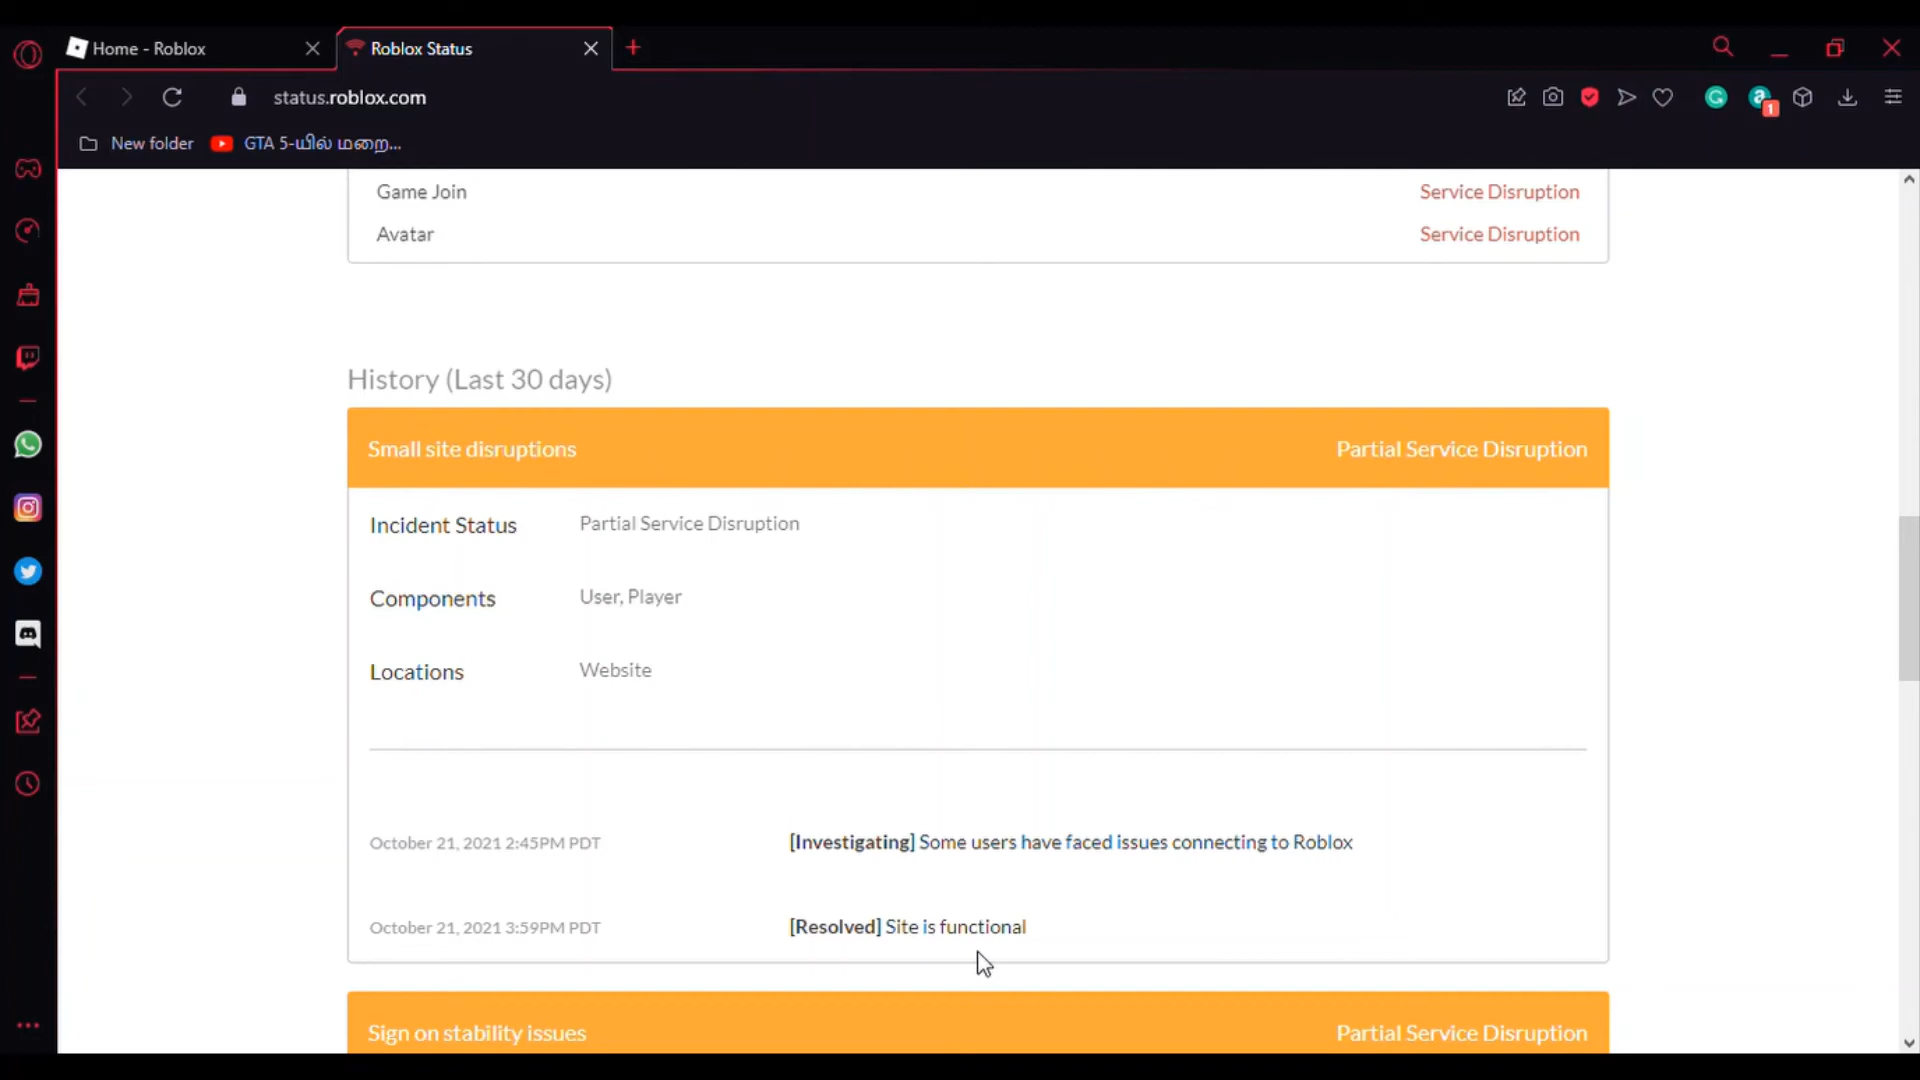 Home - Roblox
Roblox Status
status.roblox.com
1
New folder
GTA 5-யில் மறை...
Game Join Service Disruption
Avatar Service Disruption
History (Last 30 days)
Small site disruptions Partial Service Disruption
Incident Status Partial Service Disruption
Components User, Player
Locations Website
October 21, 2021 2:45PM PDT [Investigating] Some users have faced issues connecting to Roblox
October 21, 2021 3:59PM PDT [Resolved] Site is functional
Sign on stability issues Partial Service Disruption